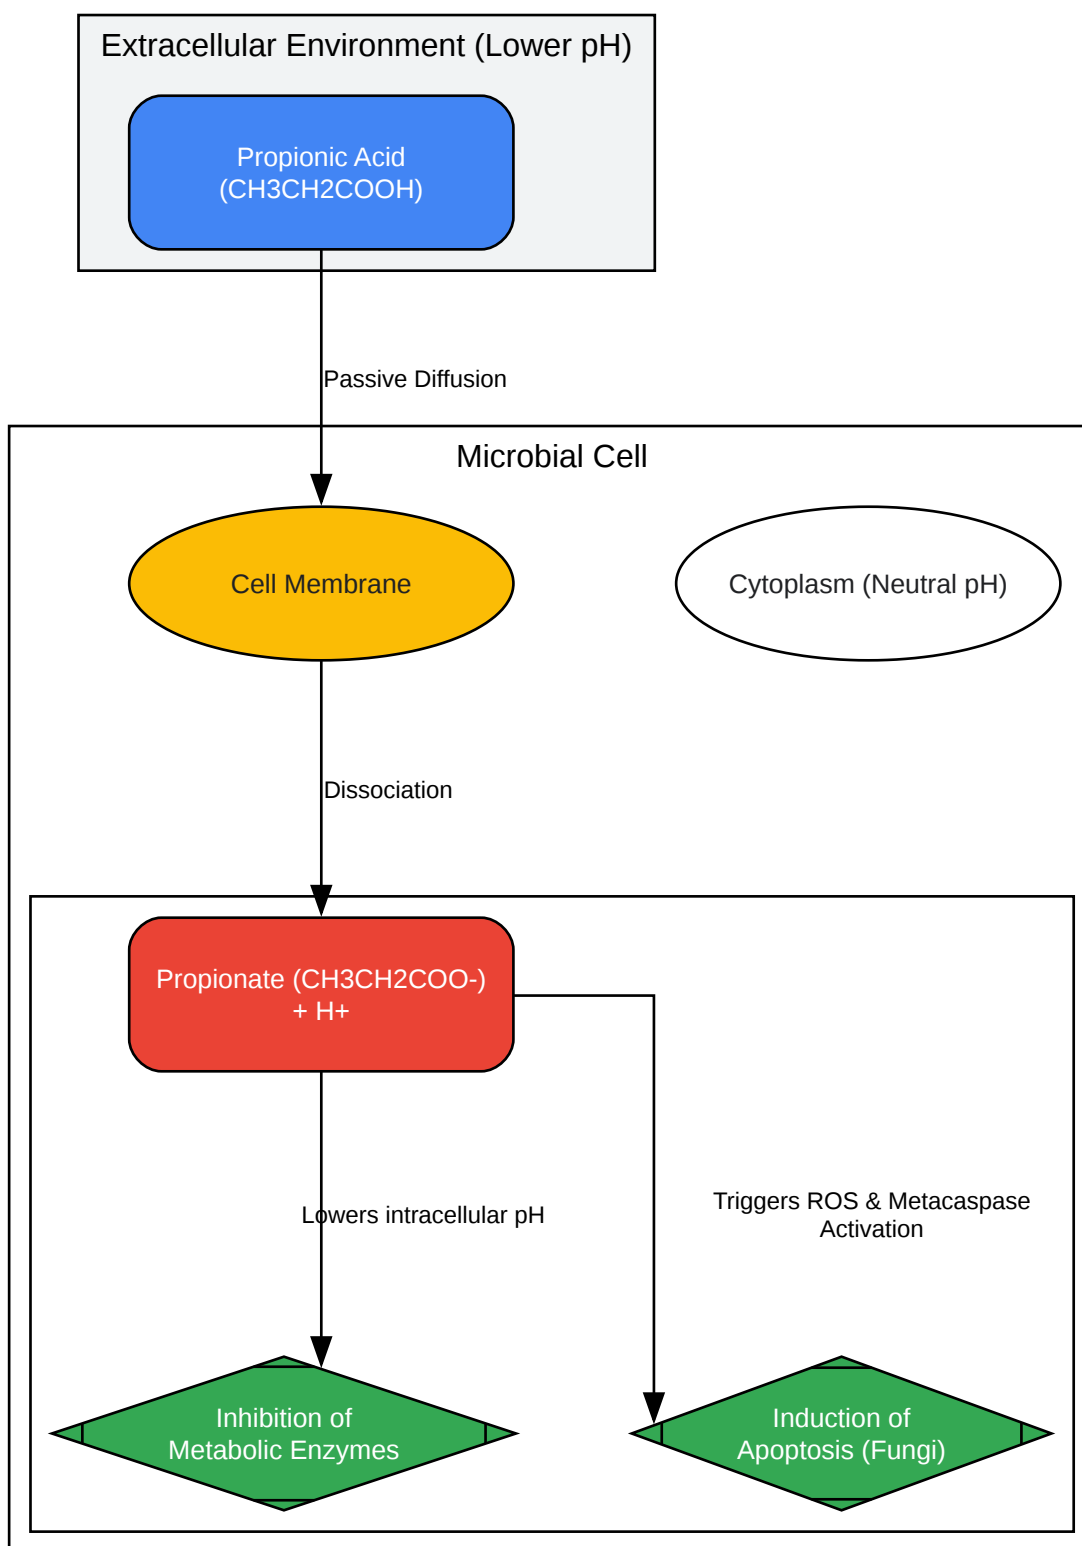 Extracellular Environment (Lower pH)
Propionic Acid
(CH3CH2COOH)
Passive Diffusion
Microbial Cell
Cell Membrane
Cytoplasm (Neutral pH)
Dissociation
Propionate (CH3CH2COO-)
+ H+
Lowers intracellular pH
Triggers ROS & Metacaspase
Activation
Inhibition of
Metabolic Enzymes
Induction of
Apoptosis (Fungi)